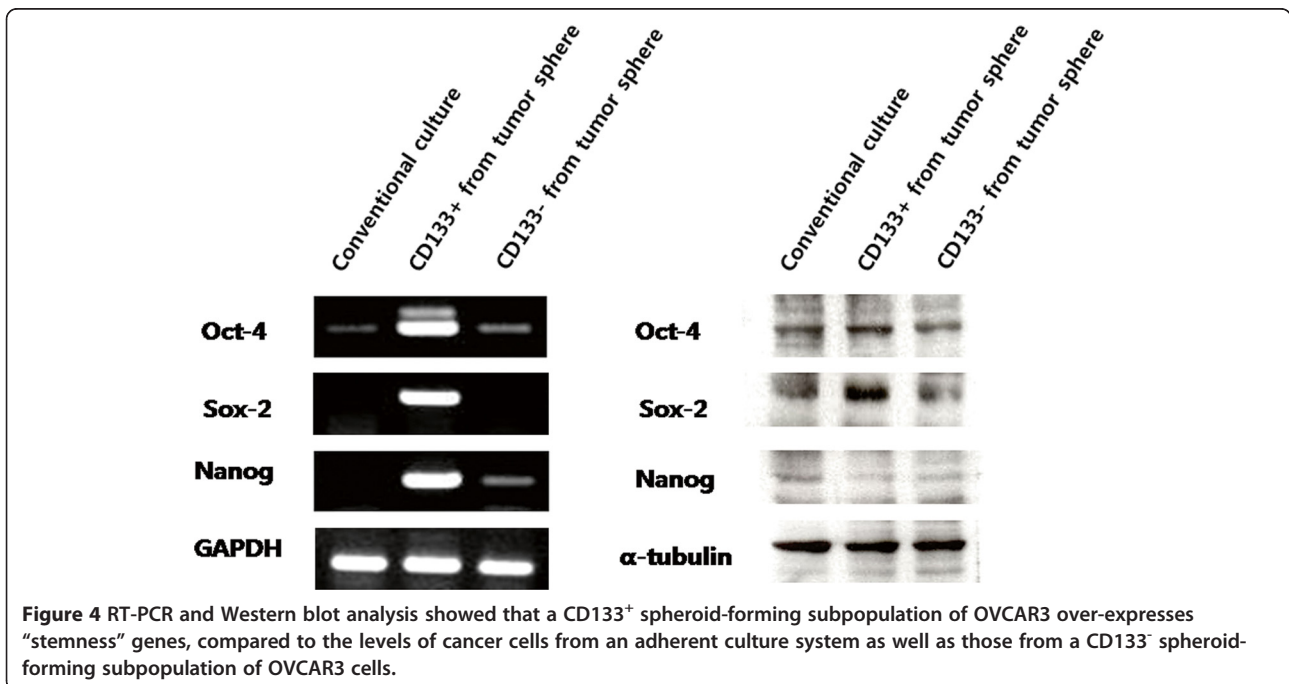 Conventional culture
CD133+ from tumor sphere
CD133- from tumor sphere
Conventional culture
CD133+ from tumor sphere
CD133- from tumor sphere
Oct-4
Sox-2
Nanog
GAPDH
Oct-4
Sox-2
Nanog
α-tubulin
Figure 4 RT-PCR and Western blot analysis showed that a CD133⁺ spheroid-forming subpopulation of OVCAR3 over-expresses
“stemness” genes, compared to the levels of cancer cells from an adherent culture system as well as those from a CD133⁻ spheroid-
forming subpopulation of OVCAR3 cells.